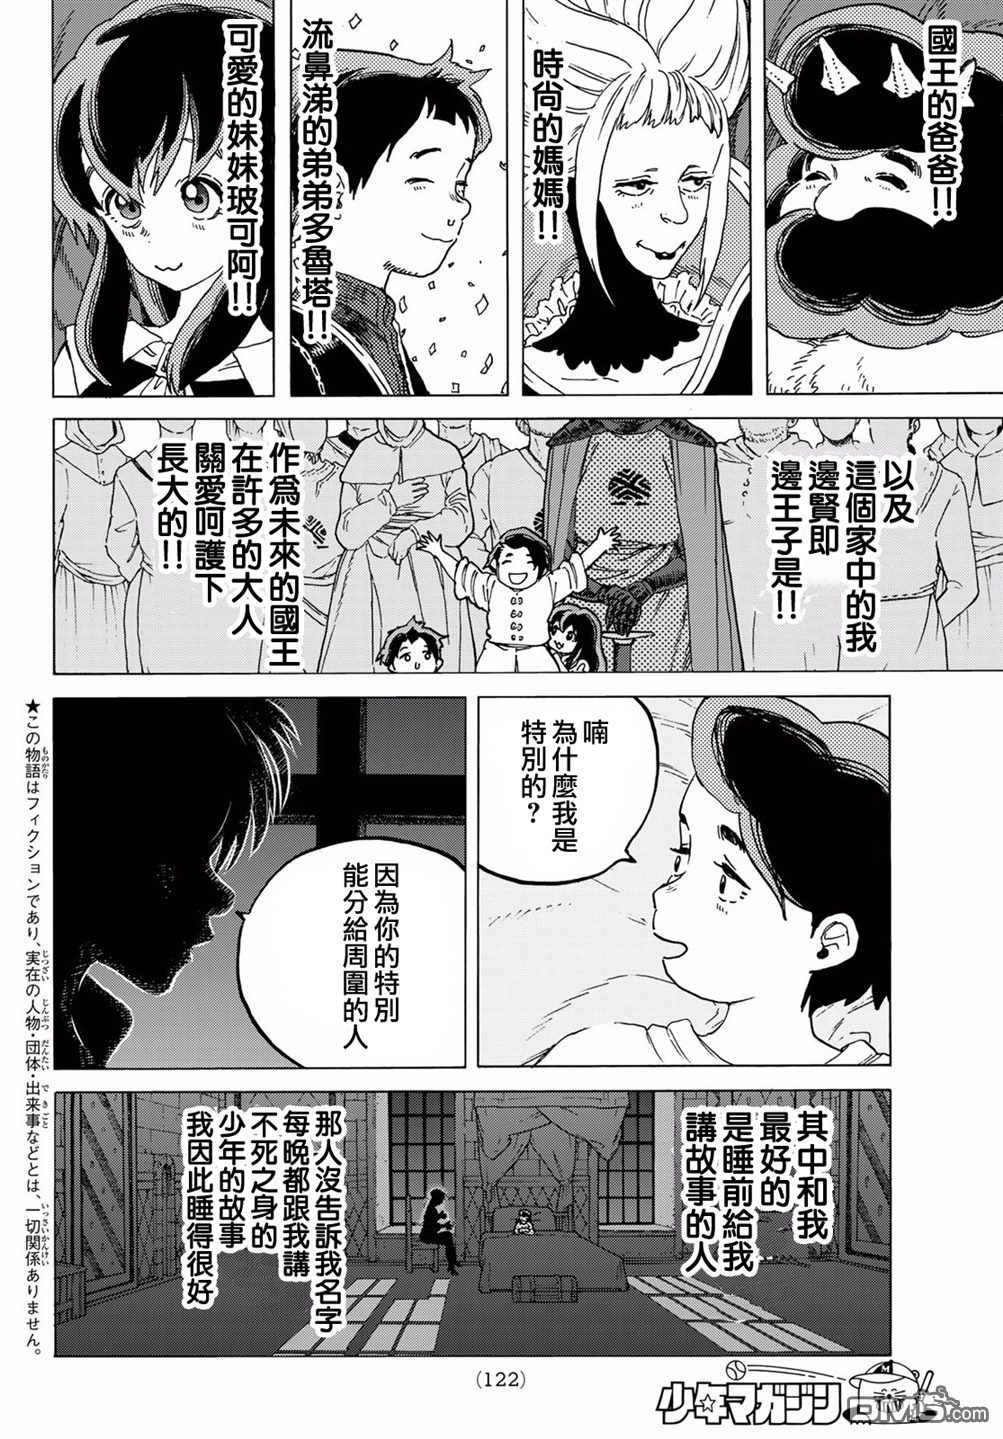 國王的爸爸!!
時尚的媽媽!!
流鼻涕的弟弟多魯塔!!
可愛的妹妹玻可阿!!
以及
這個家中的我
邊賢即
邊王子是!!
作為未來的國王
在許多的大人
關愛呵護下
長大的!!
喃
為什麼我是
特別的?
因為你的特別
能分給周圍的人
其中和我
最好的
是睡前給我
講故事的人
那人沒告訴我名字
每晚都跟我講
不死之身的
少年的故事
我因此睡得很好
★この物語はフィクションであり、実在の人物・団体・出来事などとは、一切関係ありません。
(122)
少年マガジン